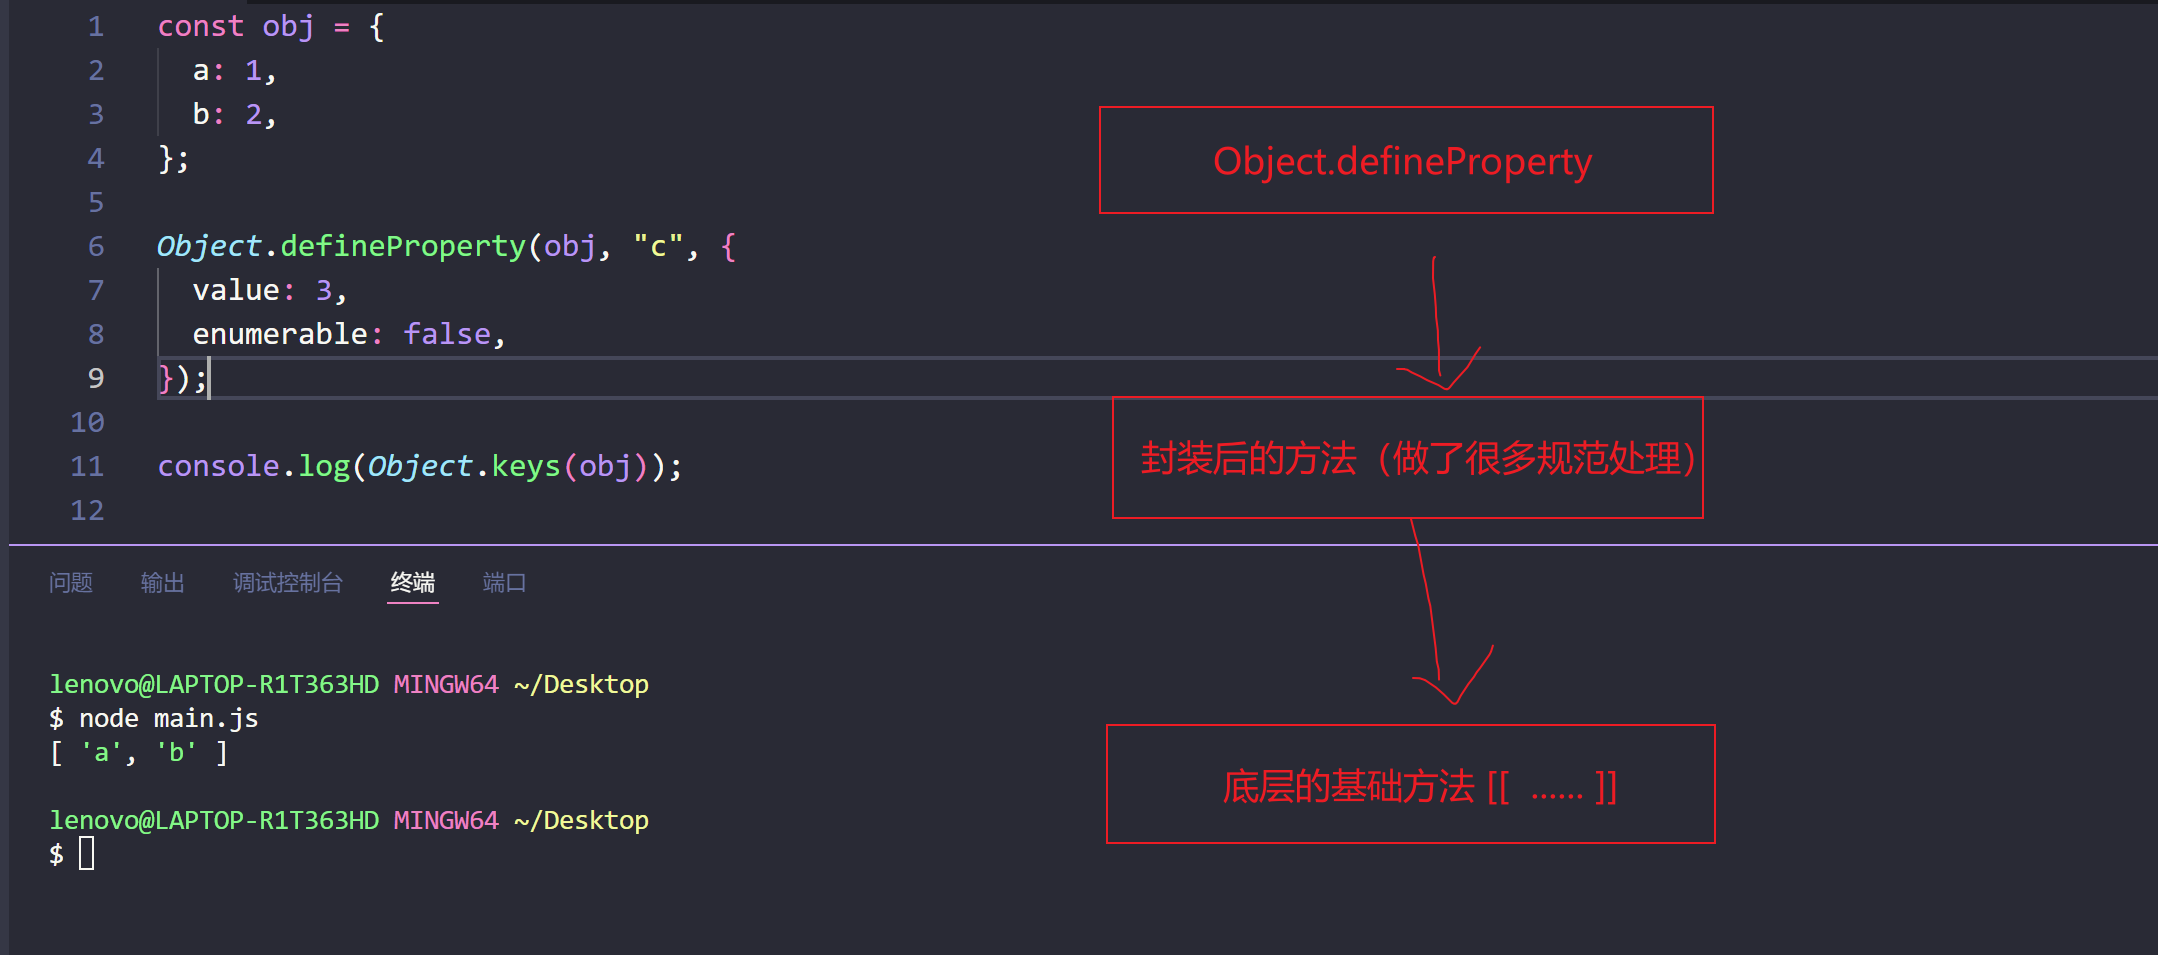 1 const obj = {
2 a: 1,
3 b: 2,
4 };
5
6 Object.defineProperty(obj, "c", {
7 value: 3,
8 enumerable: false,
9 });
10
11 console.log(Object.keys(obj));
12
Object.defineProperty
封装后的方法（做了很多规范处理）
底层的基础方法 [[ ...... ]]
问题 输出 调试控制台 终端 端口
lenovo@LAPTOP-R1T363HD MINGW64 ~/Desktop
$ node main.js
[ 'a', 'b' ]
lenovo@LAPTOP-R1T363HD MINGW64 ~/Desktop
$